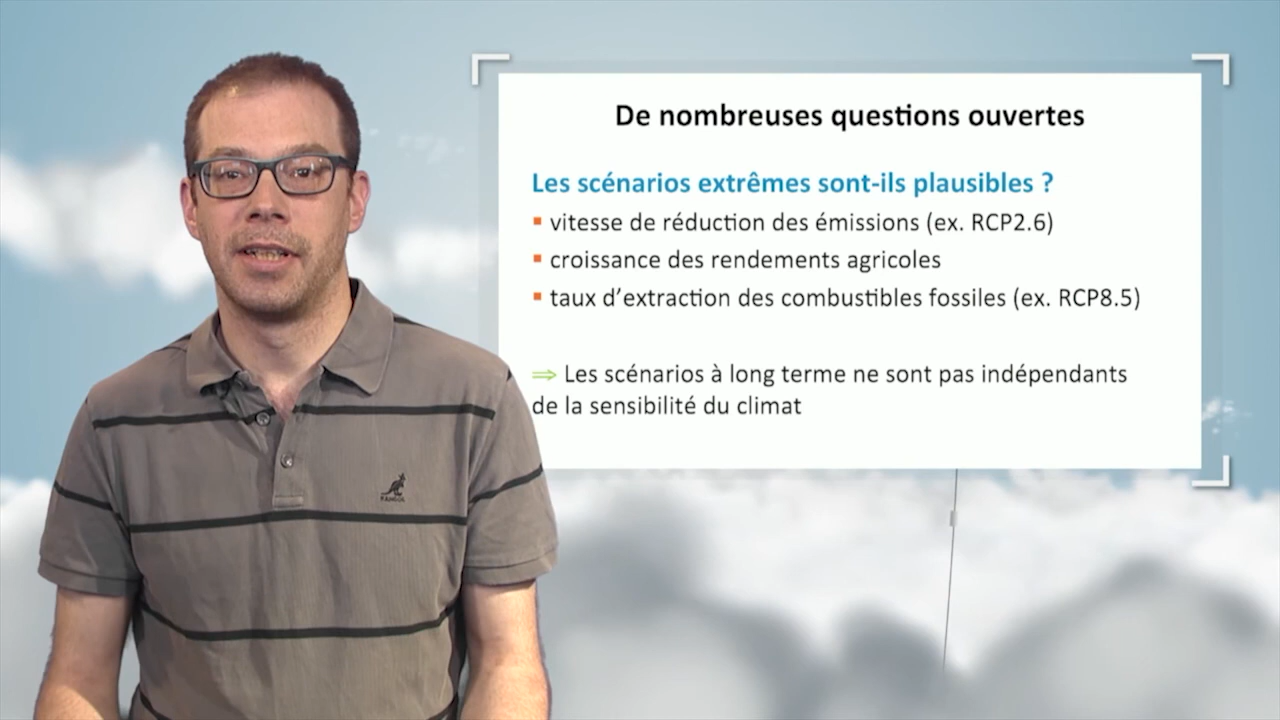 De nombreuses questions ouvertes
Les scénarios extrêmes sont-ils plausibles ?
▪ vitesse de réduction des émissions (ex. RCP2.6)
▪ croissance des rendements agricoles
▪ taux d’extraction des combustibles fossiles (ex. RCP8.5)
⇒ Les scénarios à long terme ne sont pas indépendants
de la sensibilité du climat
KANGOL